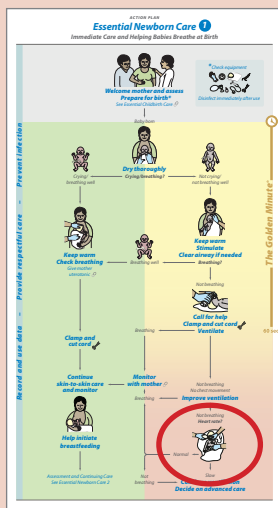 ACTION PLAN
Essential Newborn Care 1
Immediate Care and Helping Babies Breathe at Birth
*Check equipment
Disinfect immediately after use
Welcome mother and assess
Prepare for birth*
See Essential Childbirth Care
Baby born
Dry thoroughly
Crying/breathing?
Crying/
breathing well
Not crying/
not breathing well
Keep warm
Check breathing
Give mother
uterotonic
Breathing well
Keep warm
Stimulate
Clear airway if needed
Breathing?
Not breathing
Call for help
Clamp and cut cord
Ventilate
Breathing
Clamp and
cut cord
Continue
skin-to-skin care
and monitor
Monitor
with mother
Not breathing
No chest movement
Breathing
Improve ventilation
Not breathing
Heart rate?
Normal
Slow
Help initiate
breastfeeding
Assessment and Continuing Care
See Essential Newborn Care 2
Not
breathing
Decide on advanced care
Prevent infection
Provide respectful care
Record and use data
The Golden Minute
60 sec